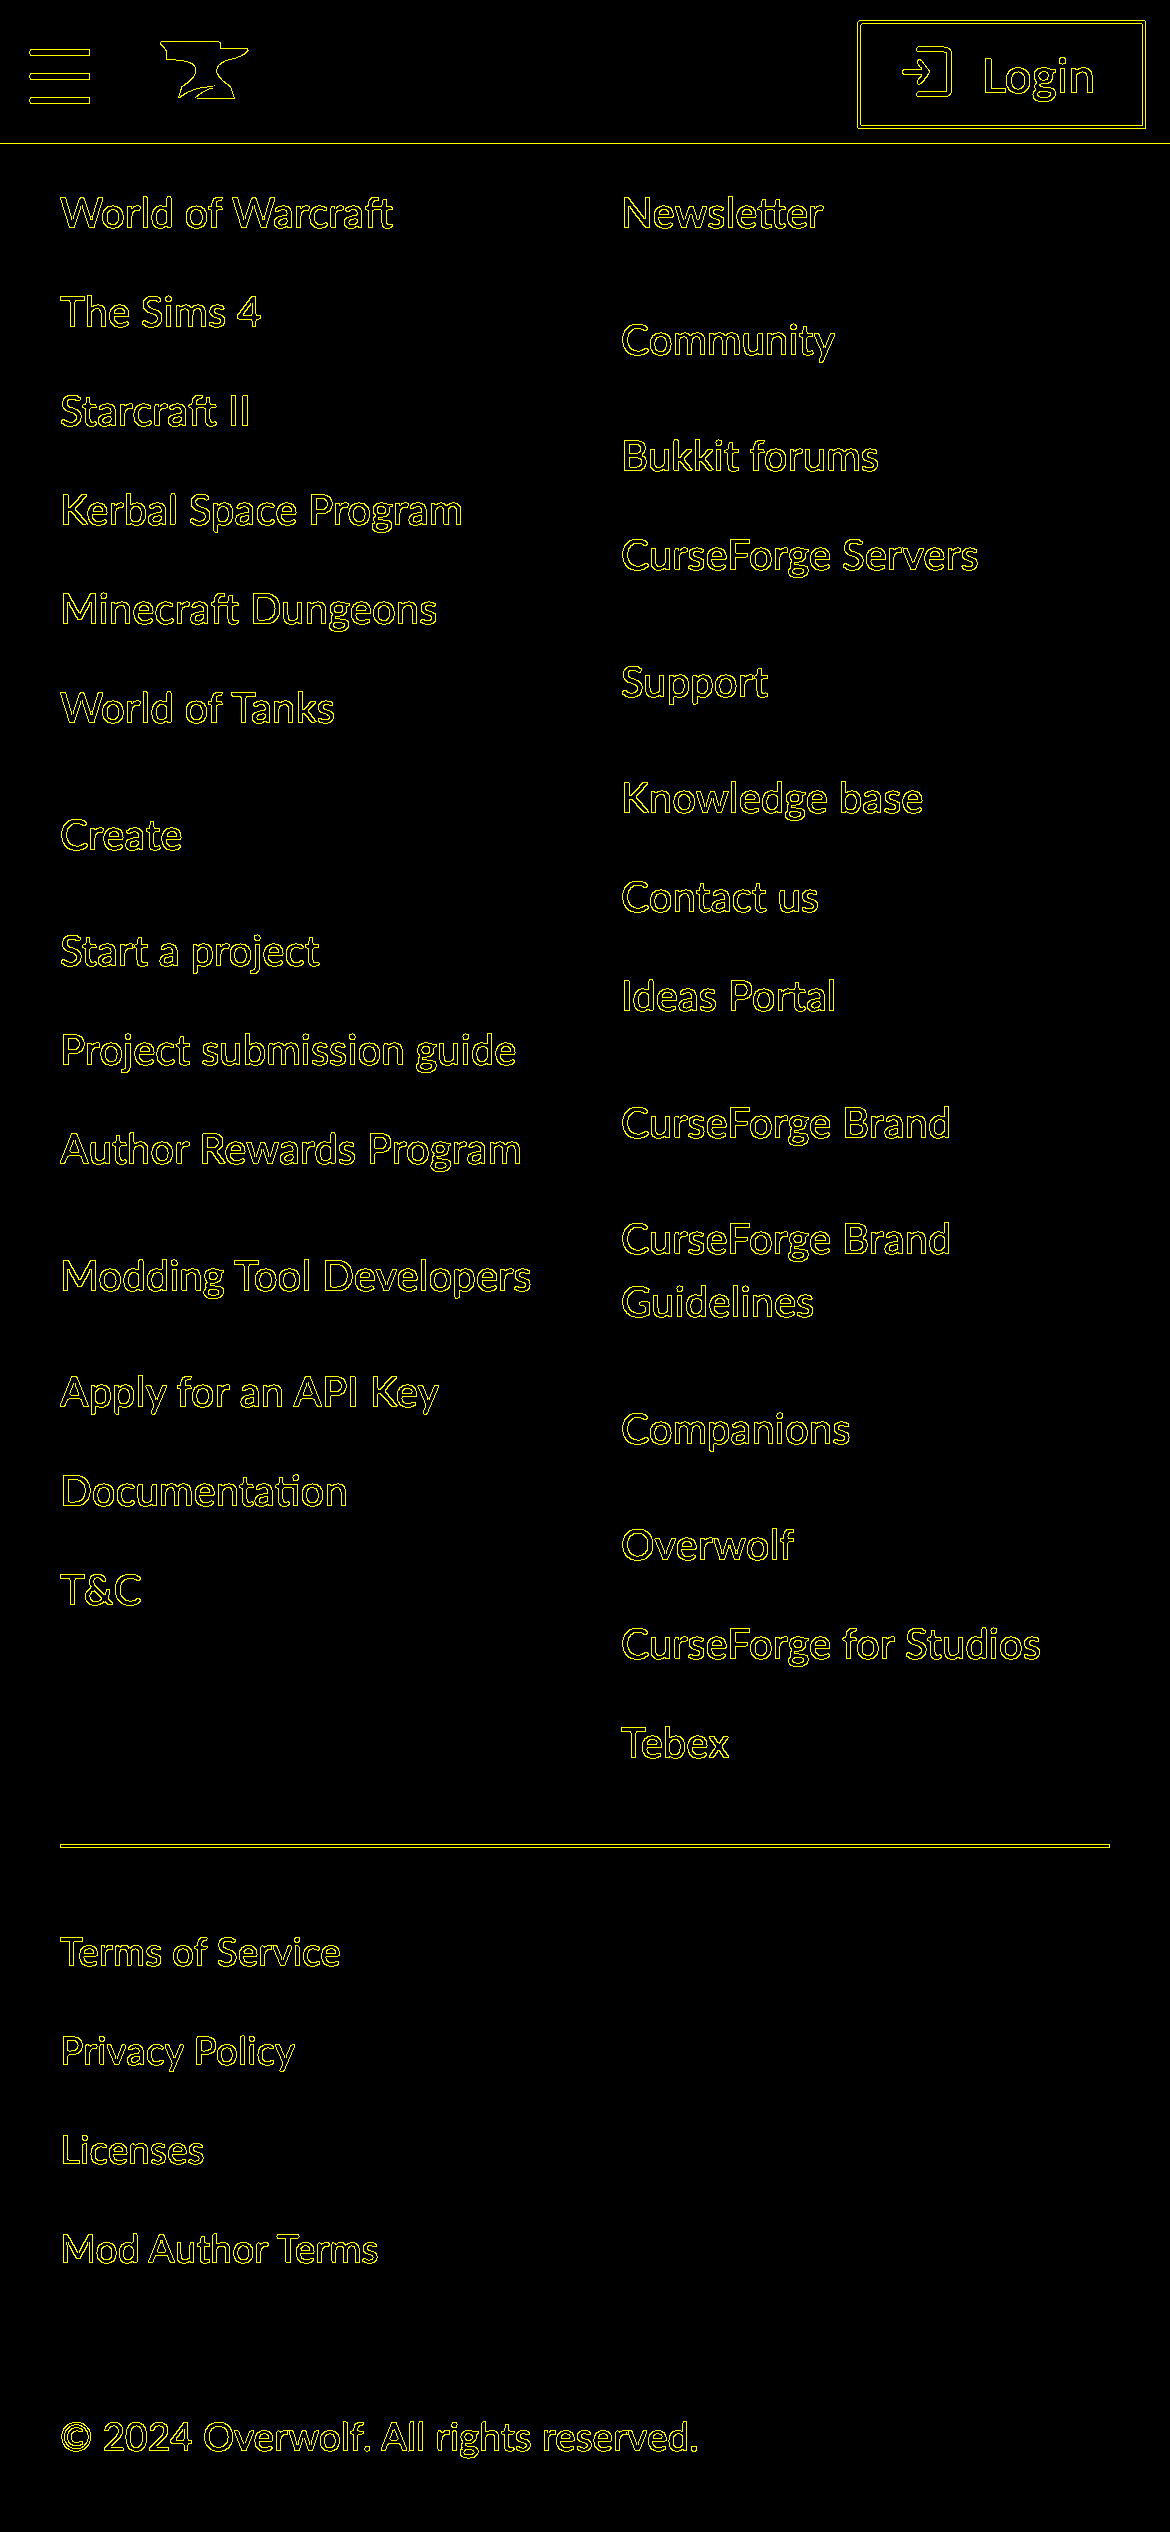 Login
World of Warcraft
The Sims 4
Starcraft II
Kerbal Space Program
Minecraft Dungeons
World of Tanks
Create
Start a project
Project submission guide
Author Rewards Program
Modding Tool Developers
Apply for an API Key
Documentation
T&C
Newsletter
Community
Bukkit forums
CurseForge Servers
Support
Knowledge base
Contact us
Ideas Portal
CurseForge Brand
CurseForge Brand
Guidelines
Companions
Overwolf
CurseForge for Studios
Tebex
Terms of Service
Privacy Policy
Licenses
Mod Author Terms
© 2024 Overwolf. All rights reserved.